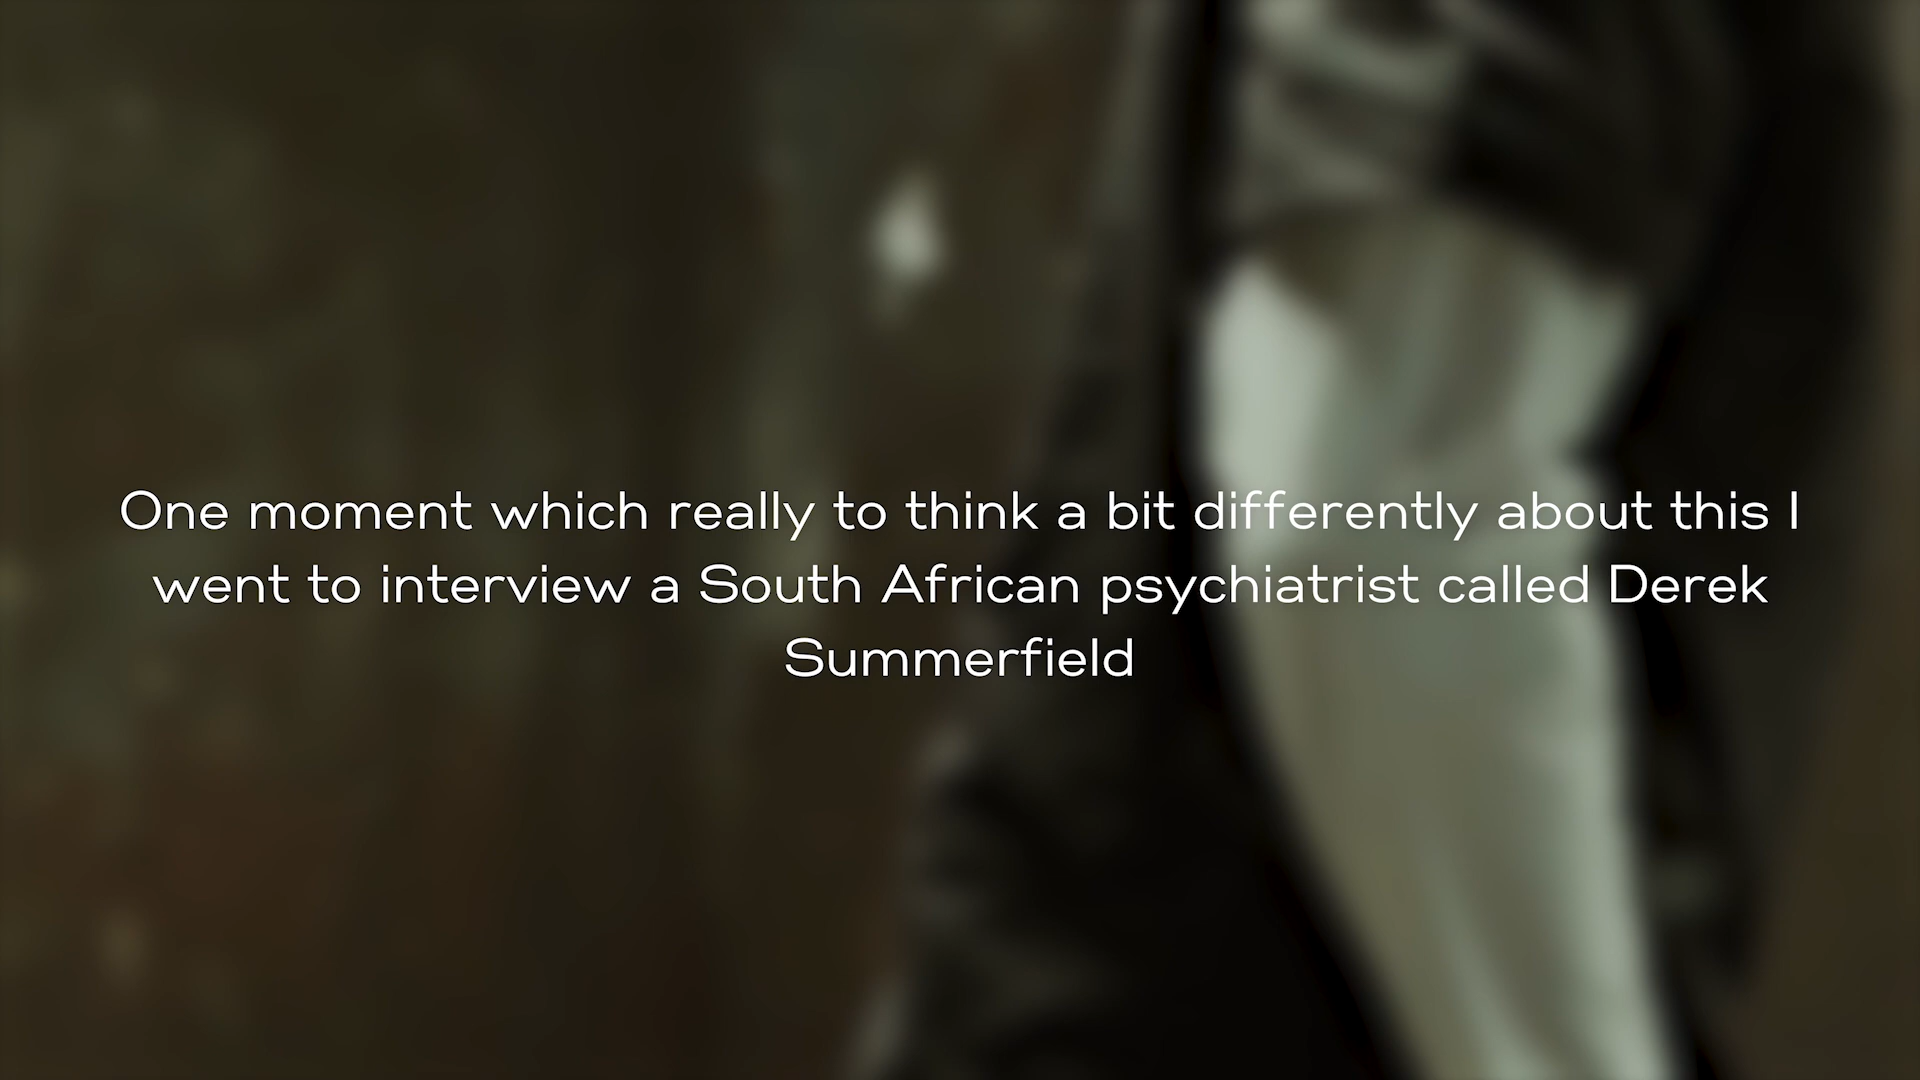 One moment which really to think a bit differently about this I
went to interview a South African psychiatrist called Derek
Summerfield